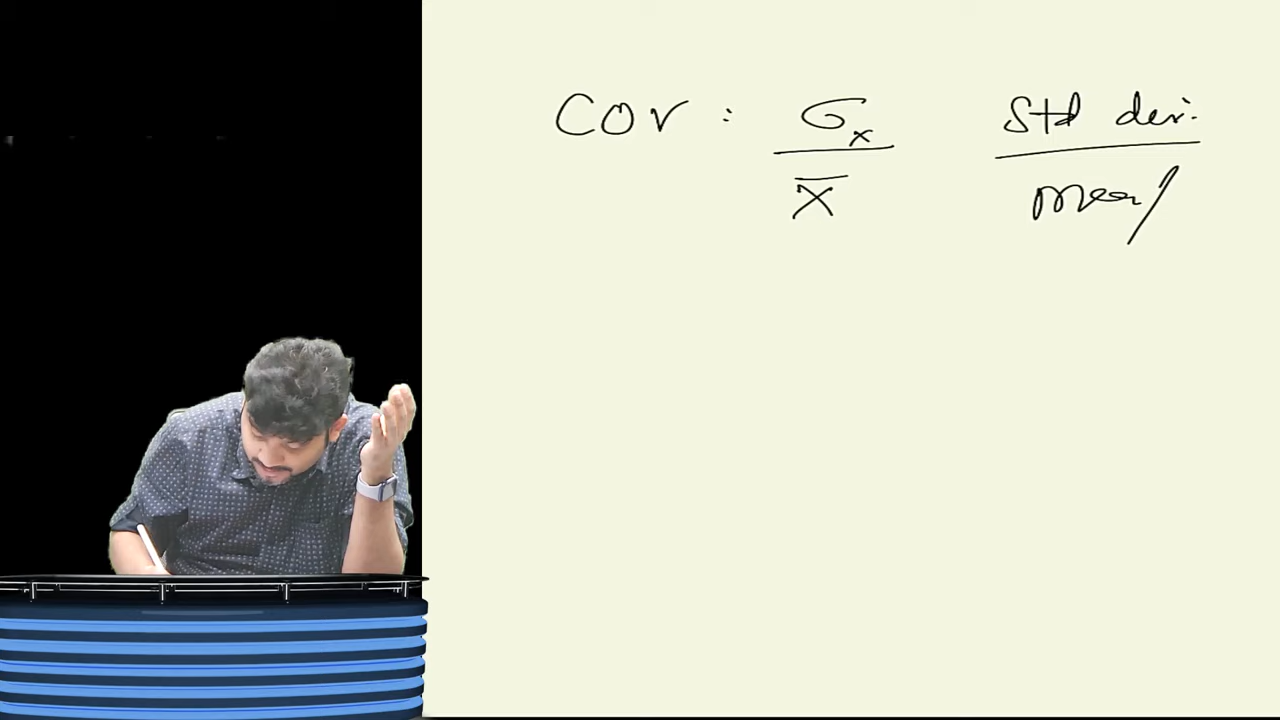 COV : σₓ / x̄ Std dev. / mean